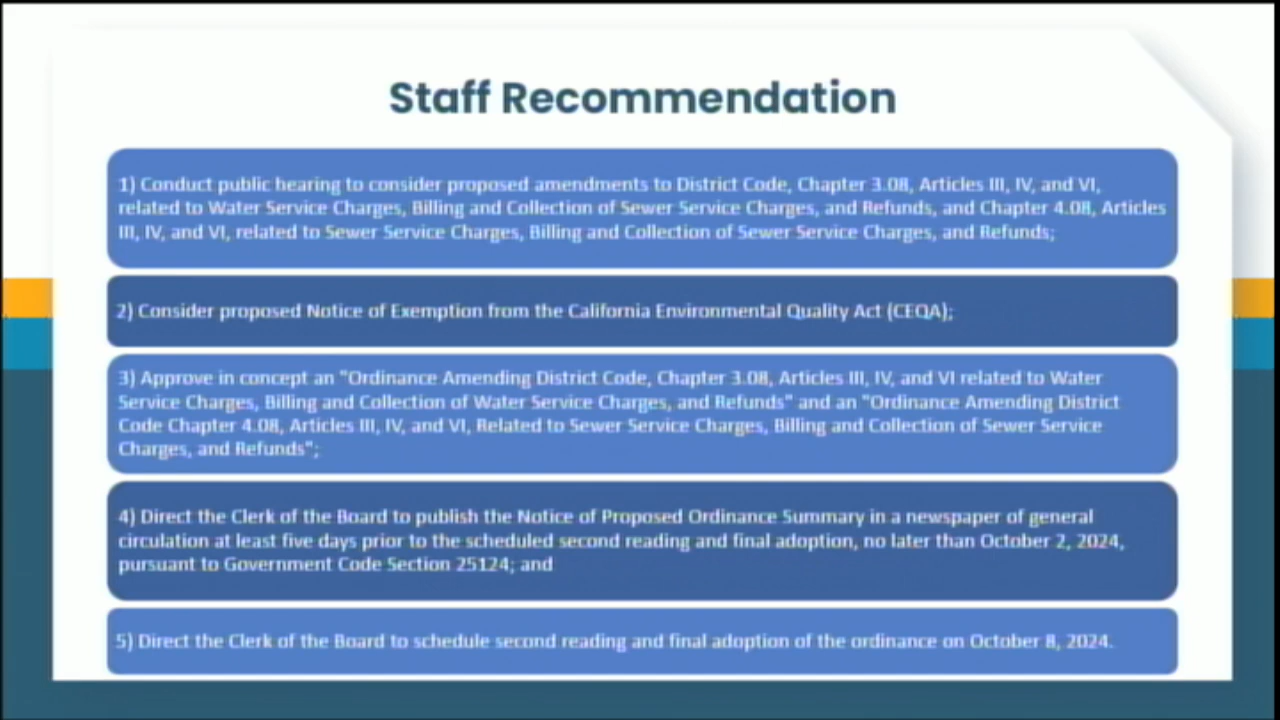 Staff Recommendation
1) Conduct public hearing to consider proposed amendments to District Code, Chapter 3.08, Articles III, IV, and VI,
related to Water Service Charges, Billing and Collection of Sewer Service Charges, and Refunds, and Chapter 4.08, Articles
III, IV, and VI, related to Sewer Service Charges, Billing and Collection of Sewer Service Charges, and Refunds;
2) Consider proposed Notice of Exemption from the California Environmental Quality Act (CEQA);
3) Approve in concept an "Ordinance Amending District Code, Chapter 3.08, Articles III, IV, and VI related to Water
Service Charges, Billing and Collection of Water Service Charges, and Refunds" and an "Ordinance Amending District
Code Chapter 4.08, Articles III, IV, and VI, Related to Sewer Service Charges, Billing and Collection of Sewer Service
Charges, and Refunds";
4) Direct the Clerk of the Board to publish the Notice of Proposed Ordinance Summary in a newspaper of general
circulation at least five days prior to the scheduled second reading and final adoption, no later than October 2, 2024,
pursuant to Government Code Section 25124; and
5) Direct the Clerk of the Board to schedule second reading and final adoption of the ordinance on October 8, 2024.